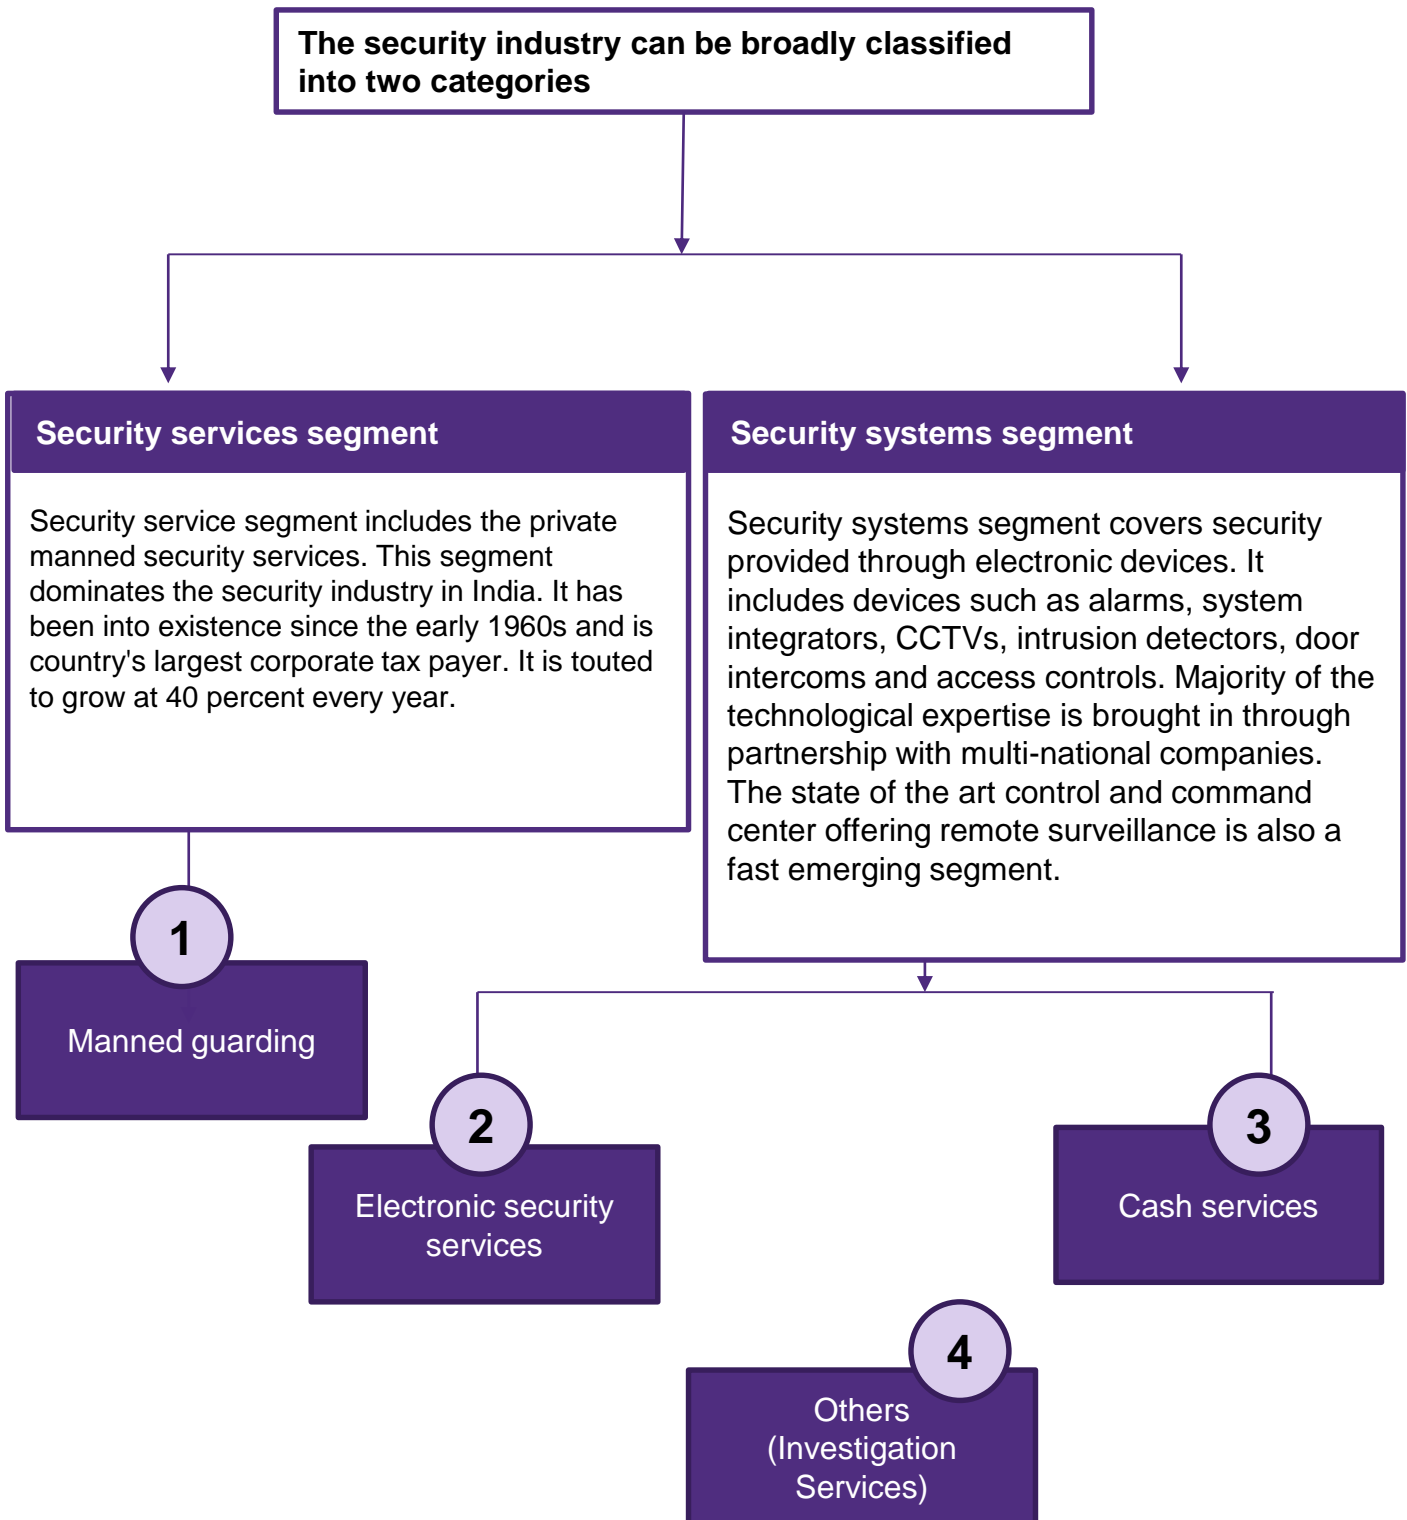 The security industry can be broadly classified
into two categories
Security services segment
Security service segment includes the private
manned security services. This segment
dominates the security industry in India. It has
been into existence since the early 1960s and is
country's largest corporate tax payer. It is touted
to grow at 40 percent every year.
Security systems segment
Security systems segment covers security
provided through electronic devices. It
includes devices such as alarms, system
integrators, CCTVs, intrusion detectors, door
intercoms and access controls. Majority of the
technological expertise is brought in through
partnership with multi-national companies.
The state of the art control and command
center offering remote surveillance is also a
fast emerging segment.
1
Manned guarding
2
Electronic security
services
3
Cash services
4
Others
(Investigation
Services)